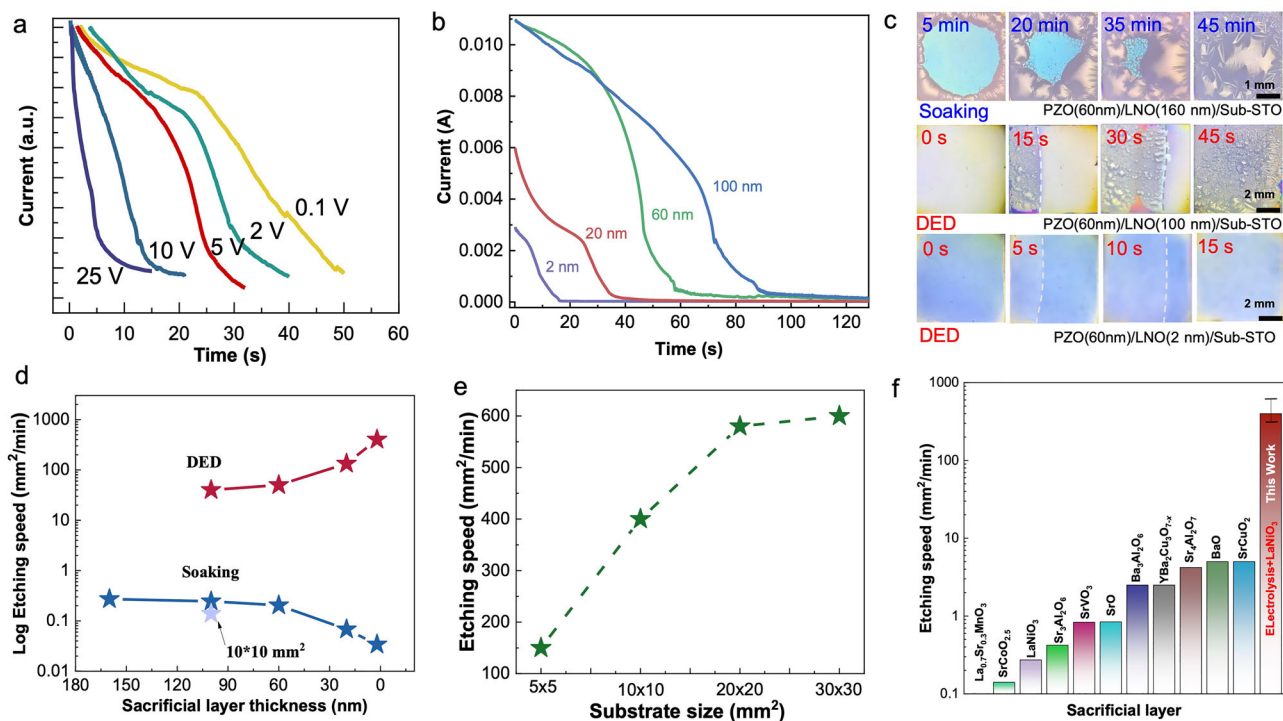 a
Current (a.u.)
25 V
10 V
5 V
2 V
0.1 V
0 10 20 30 40 50 60
Time (s)
b
Current (A)
0.010
0.008
0.006
0.004
0.002
0.000
100 nm
60 nm
20 nm
2 nm
0 20 40 60 80 100 120
Time (s)
c
5 min 20 min 35 min 45 min
1 mm
Soaking PZO(60nm)/LNO(160 nm)/Sub-STO
0 s 15 s 30 s 45 s
2 mm
DED PZO(60nm)/LNO(100 nm)/Sub-STO
0 s 5 s 10 s 15 s
2 mm
DED PZO(60nm)/LNO(2 nm)/Sub-STO
d
Log Etching speed (mm²/min)
1000
100
10
1
0.1
0.01
DED
Soaking
10*10 mm²
180 150 120 90 60 30 0
Sacrificial layer thickness (nm)
e
Etching speed (mm²/min)
600
500
400
300
200
100
5x5 10x10 20x20 30x30
Substrate size (mm²)
f
Etching speed (mm²/min)
1000
100
10
1
0.1
La₀.₇Sr₀.₃MnO₃
SrCoO₂.₅
LaNiO₃
Sr₃Al₂O₆
SrVO₃
SrO
Ba₃Al₂O₆
YBa₂Cu₃O₇₋ₓ
Sr₄Al₂O₇
BaO
SrCuO₂
ELectrolysis+LaNiO₃ This Work
Sacrificial layer